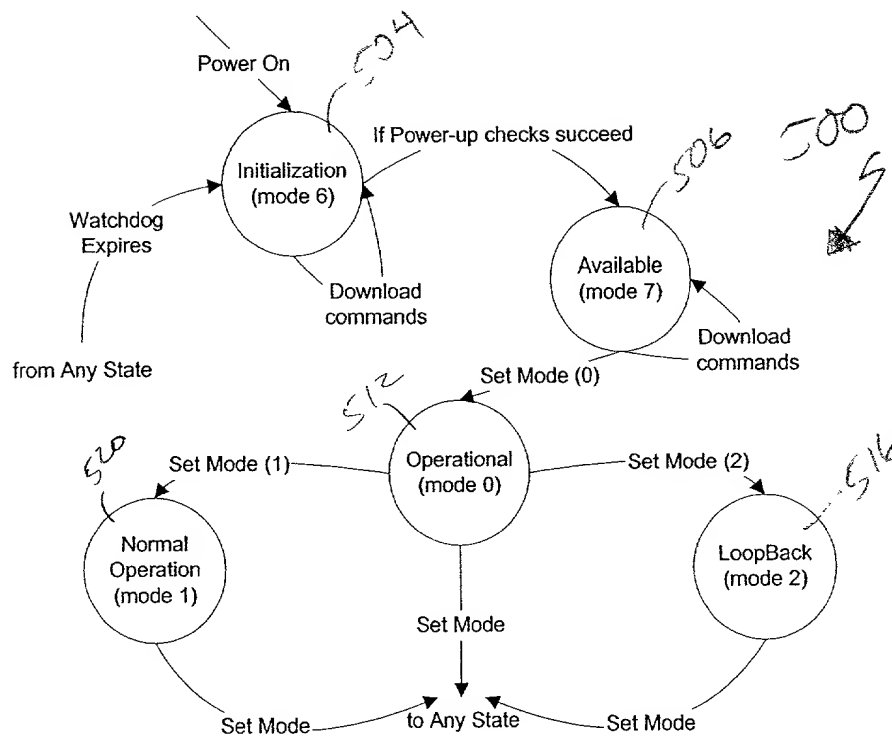 Power On
504
Initialization
(mode 6)
If Power-up checks succeed
506
500
Watchdog
Expires
Download
commands
Available
(mode 7)
Download
commands
from Any State
Set Mode (0)
512
Operational
(mode 0)
Set Mode (1)
520
Set Mode (2)
516
Normal
Operation
(mode 1)
LoopBack
(mode 2)
Set Mode
Set Mode
to Any State
Set Mode